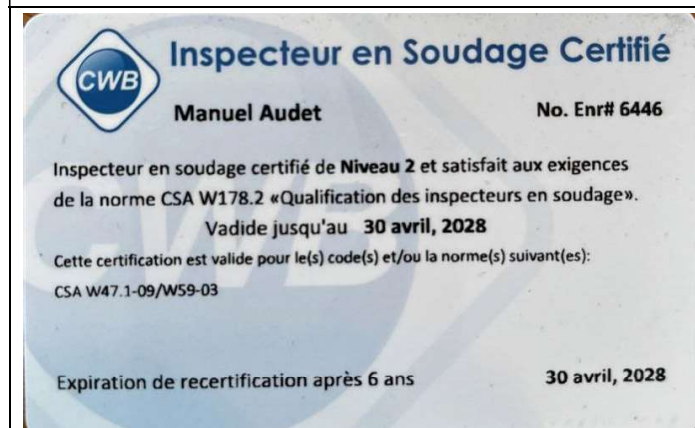 Inspecteur en Soudage Certifié
CWB
Manuel Audet
No. Enr# 6446
Inspecteur en soudage certifié de Niveau 2 et satisfait aux exigences
de la norme CSA W178.2 «Qualification des inspecteurs en soudage».
Vadide jusqu'au 30 avril, 2028
Cette certification est valide pour le(s) code(s) et/ou la norme(s) suivant(es):
CSA W47.1-09/W59-03
Expiration de recertification après 6 ans
30 avril, 2028